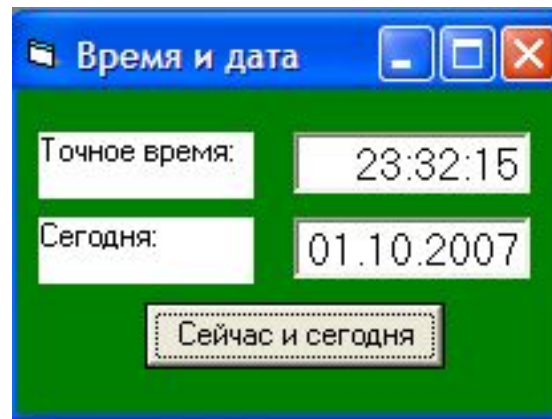 Время и дата
Точное время: 23:32:15
Сегодня: 01.10.2007
Сейчас и сегодня